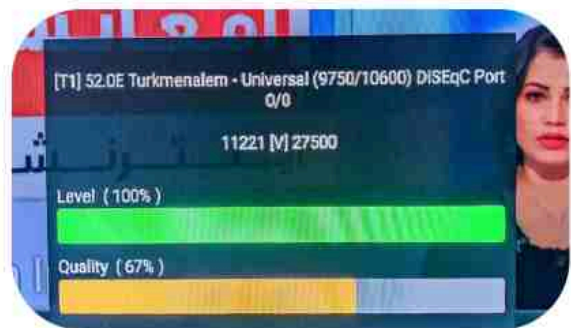 [T1] 52.0E Turkmenalem - Universal (9750/10600) DISEqC Port
0/0
11221 [V] 27500
Level ( 100% )
Quality ( 67% )